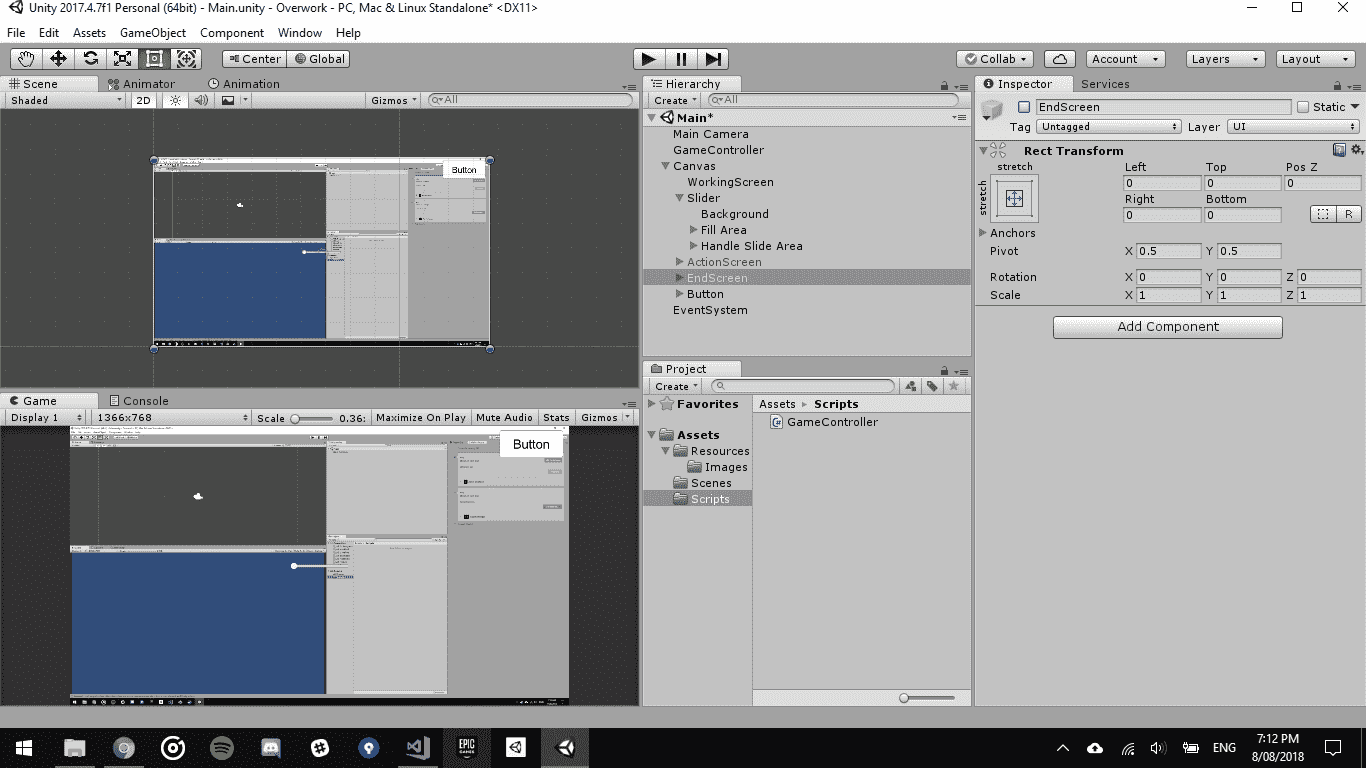 Unity 2017.4.7f1 Personal (64bit) - Main.unity - Overwork - PC, Mac & Linux Standalone* <DX11>
File Edit Assets GameObject Component Window Help
Center Global Collab Account Layers Layout
Scene Animator Animation
Shaded 2D Gizmos All
Button
Hierarchy
Create All
Main*
Main Camera
GameController
Canvas
WorkingScreen
Slider
Background
Fill Area
Handle Slide Area
ActionScreen
EndScreen
Button
EventSystem
Inspector Services
EndScreen Static
Tag Untagged Layer UI
Rect Transform
stretch
stretch
Left Top Pos Z
0 0 0
Right Bottom
0 0 R
Anchors
Pivot X 0.5 Y 0.5
Rotation X 0 Y 0 Z 0
Scale X 1 Y 1 Z 1
Add Component
Game Console
Display 1 1366x768 Scale 0.36: Maximize On Play Mute Audio Stats Gizmos
Button
Project
Create
Favorites
Assets
Resources
Images
Scenes
Scripts
Assets ▸ Scripts
GameController
EPIC GAMES
ENG
7:12 PM
8/08/2018